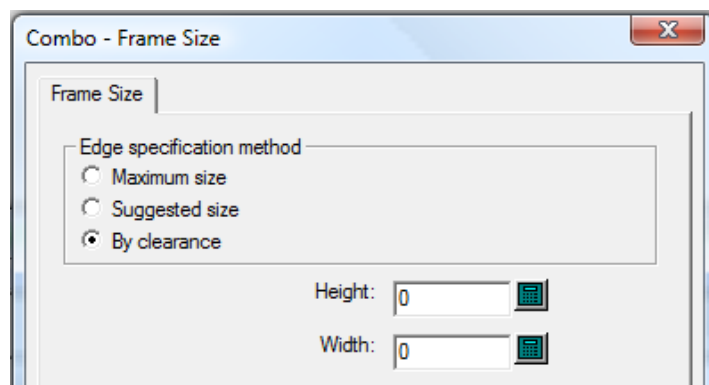 Combo - Frame Size
Frame Size
Edge specification method
Maximum size
Suggested size
By clearance
Height: 0
Width: 0